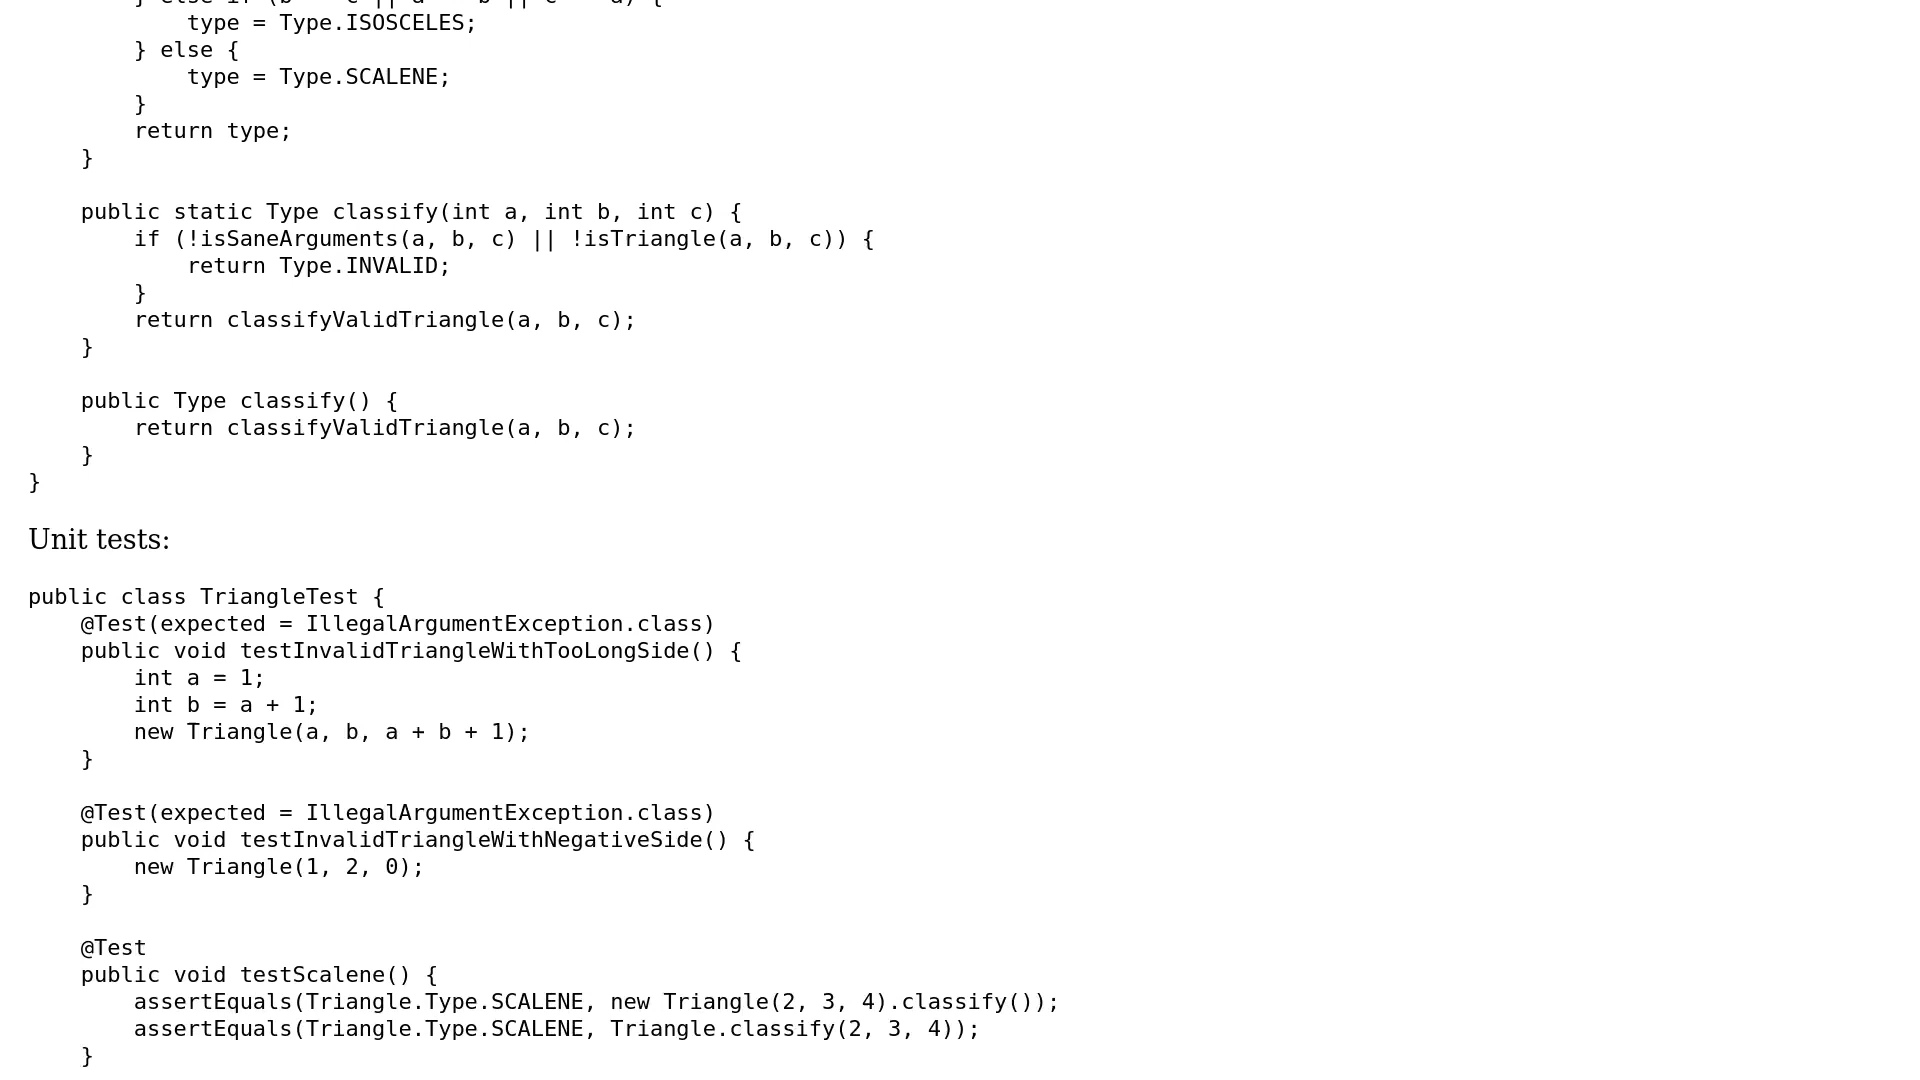 } else if (b == c || a == b || c == a) {
type = Type.ISOSCELES;
} else {
type = Type.SCALENE;
}
return type;
}
public static Type classify(int a, int b, int c) {
if (!isSaneArguments(a, b, c) || !isTriangle(a, b, c)) {
return Type.INVALID;
}
return classifyValidTriangle(a, b, c);
}
public Type classify() {
return classifyValidTriangle(a, b, c);
}
}
Unit tests:
public class TriangleTest {
@Test(expected = IllegalArgumentException.class)
public void testInvalidTriangleWithTooLongSide() {
int a = 1;
int b = a + 1;
new Triangle(a, b, a + b + 1);
}
@Test(expected = IllegalArgumentException.class)
public void testInvalidTriangleWithNegativeSide() {
new Triangle(1, 2, 0);
}
@Test
public void testScalene() {
assertEquals(Triangle.Type.SCALENE, new Triangle(2, 3, 4).classify());
assertEquals(Triangle.Type.SCALENE, Triangle.classify(2, 3, 4));
}